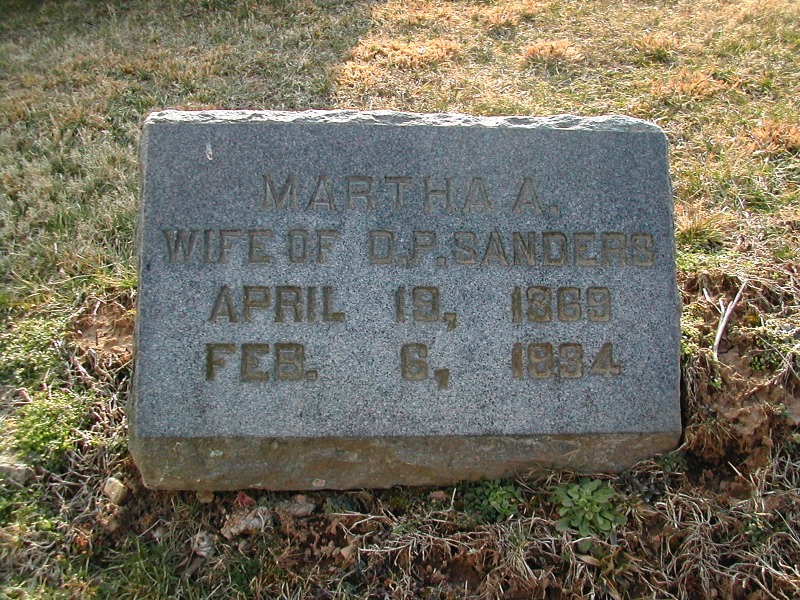 MARTHA A.
WIFE OF D.P. SANDERS
APRIL 19, 1869
FEB. 6, 1934